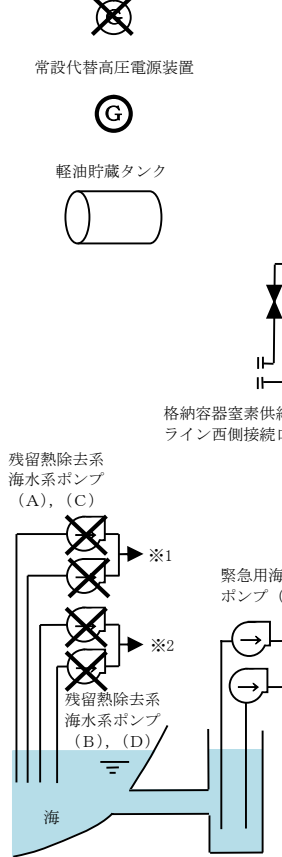 G
常設代替高圧電源装置
G
軽油貯蔵タンク
格納容器窒素供給
ライン西側接続口
残留熱除去系
海水系ポンプ
（A），（C）
※1
緊急用海
ポンプ（
※2
残留熱除去系
海水系ポンプ
（B），（D）
海